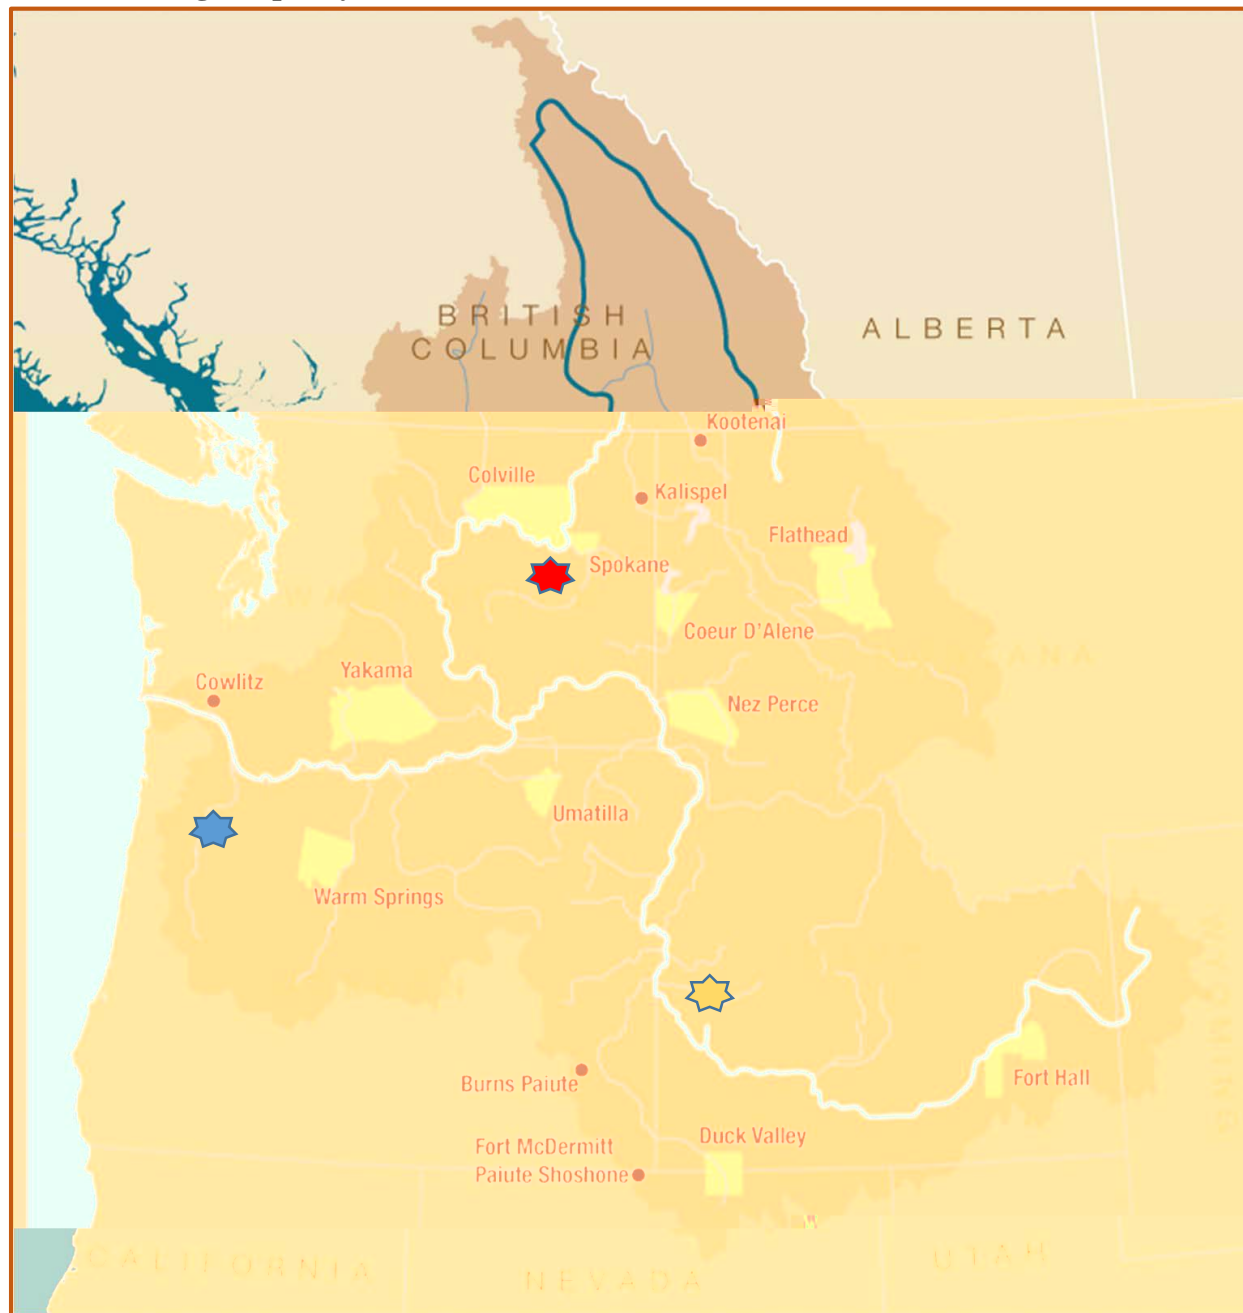 BRITISH
COLUMBIA
ALBERTA
Kootenai
Colville
Kalispel
Flathead
Spokane
Coeur D'Alene
Yakama
Cowlitz
Nez Perce
Umatilla
Warm Springs
Burns Paiute
Fort Hall
Duck Valley
Fort McDermitt
Paiute Shoshone
WYOMING
CALIFORNIA
NEVADA
UTAH